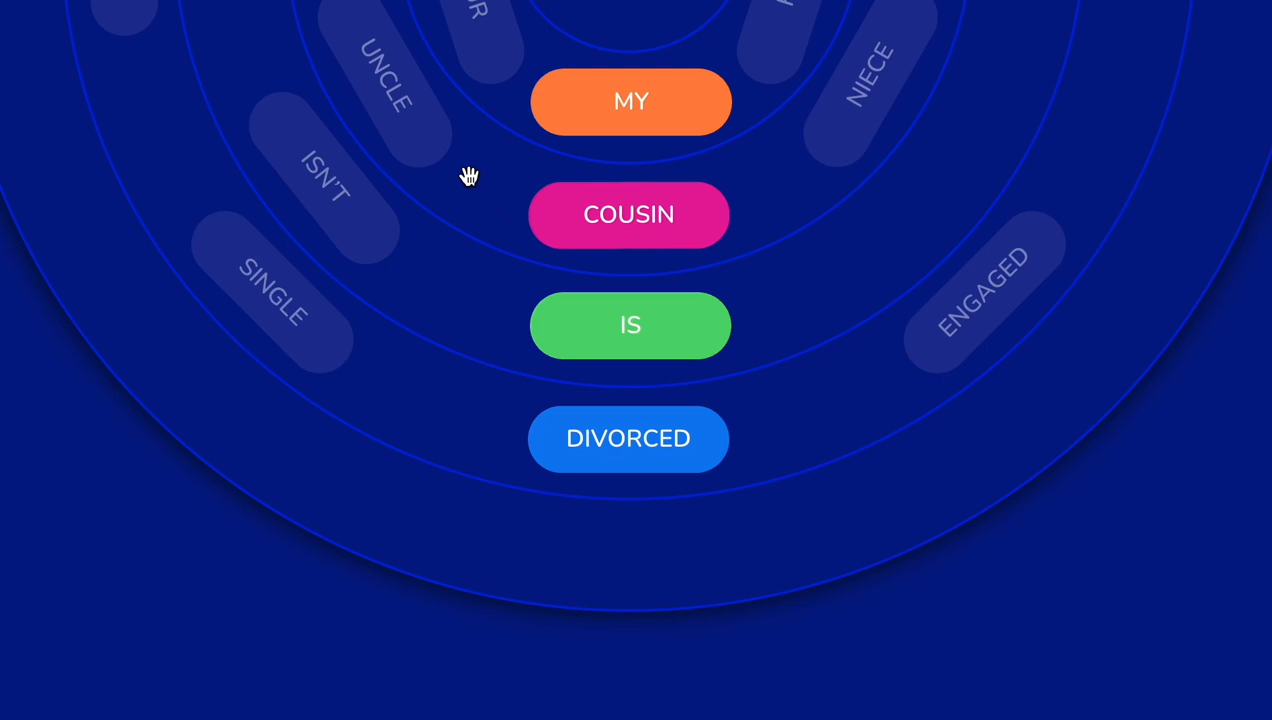 MY
COUSIN
IS
DIVORCED
UNCLE
NIECE
ISN'T
SINGLE
ENGAGED